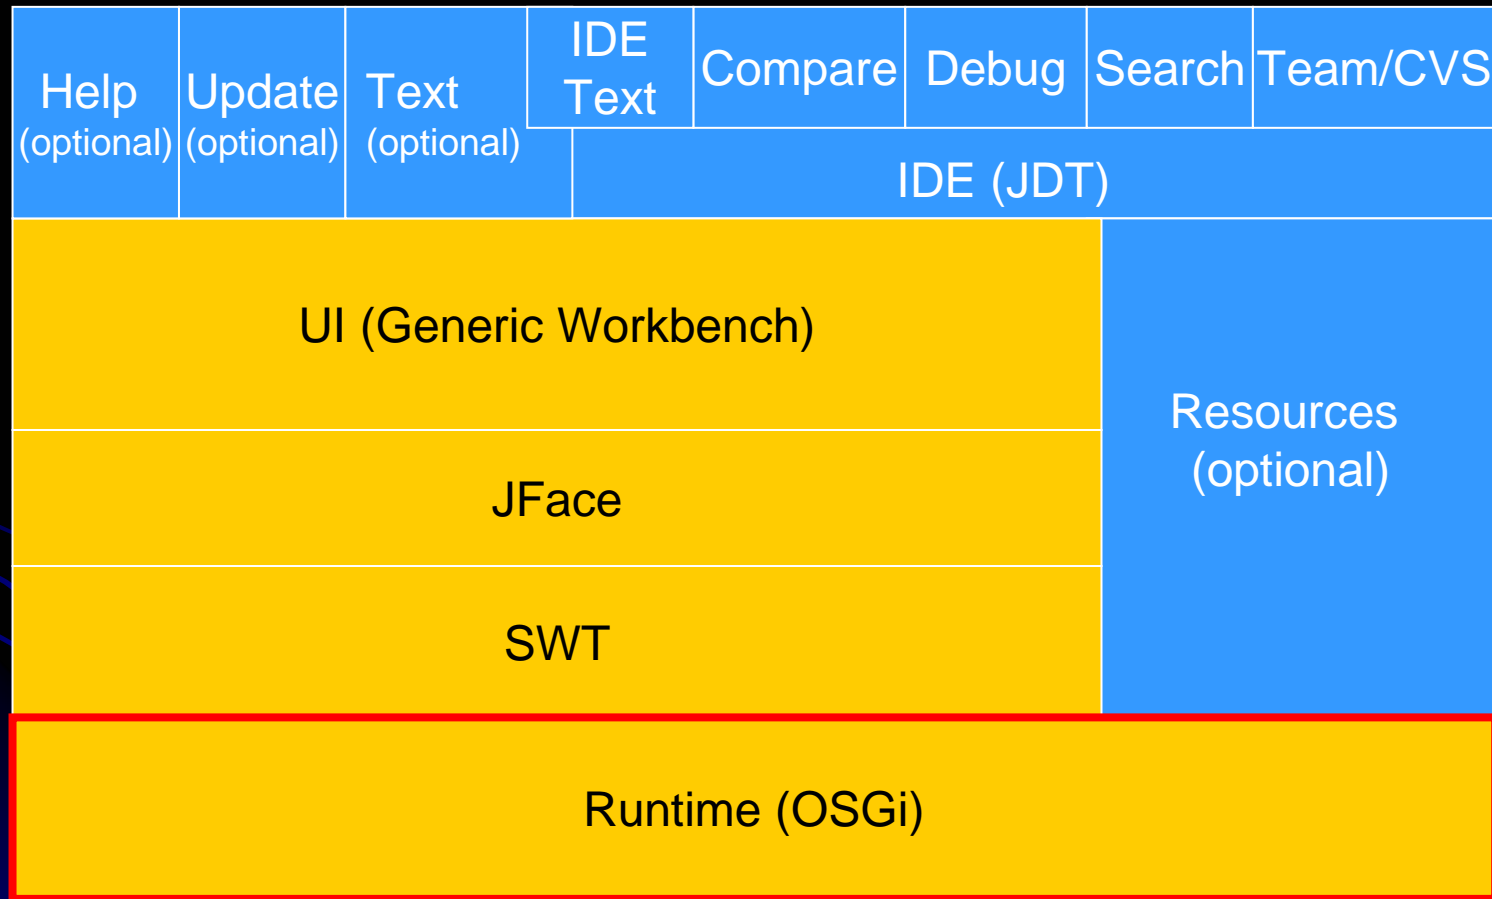 Help
(optional)
Update
(optional)
Text
(optional)
IDE
Text
Compare
Debug
Search
Team/CVS
IDE (JDT)
UI (Generic Workbench)
Resources
(optional)
JFace
SWT
Runtime (OSGi)